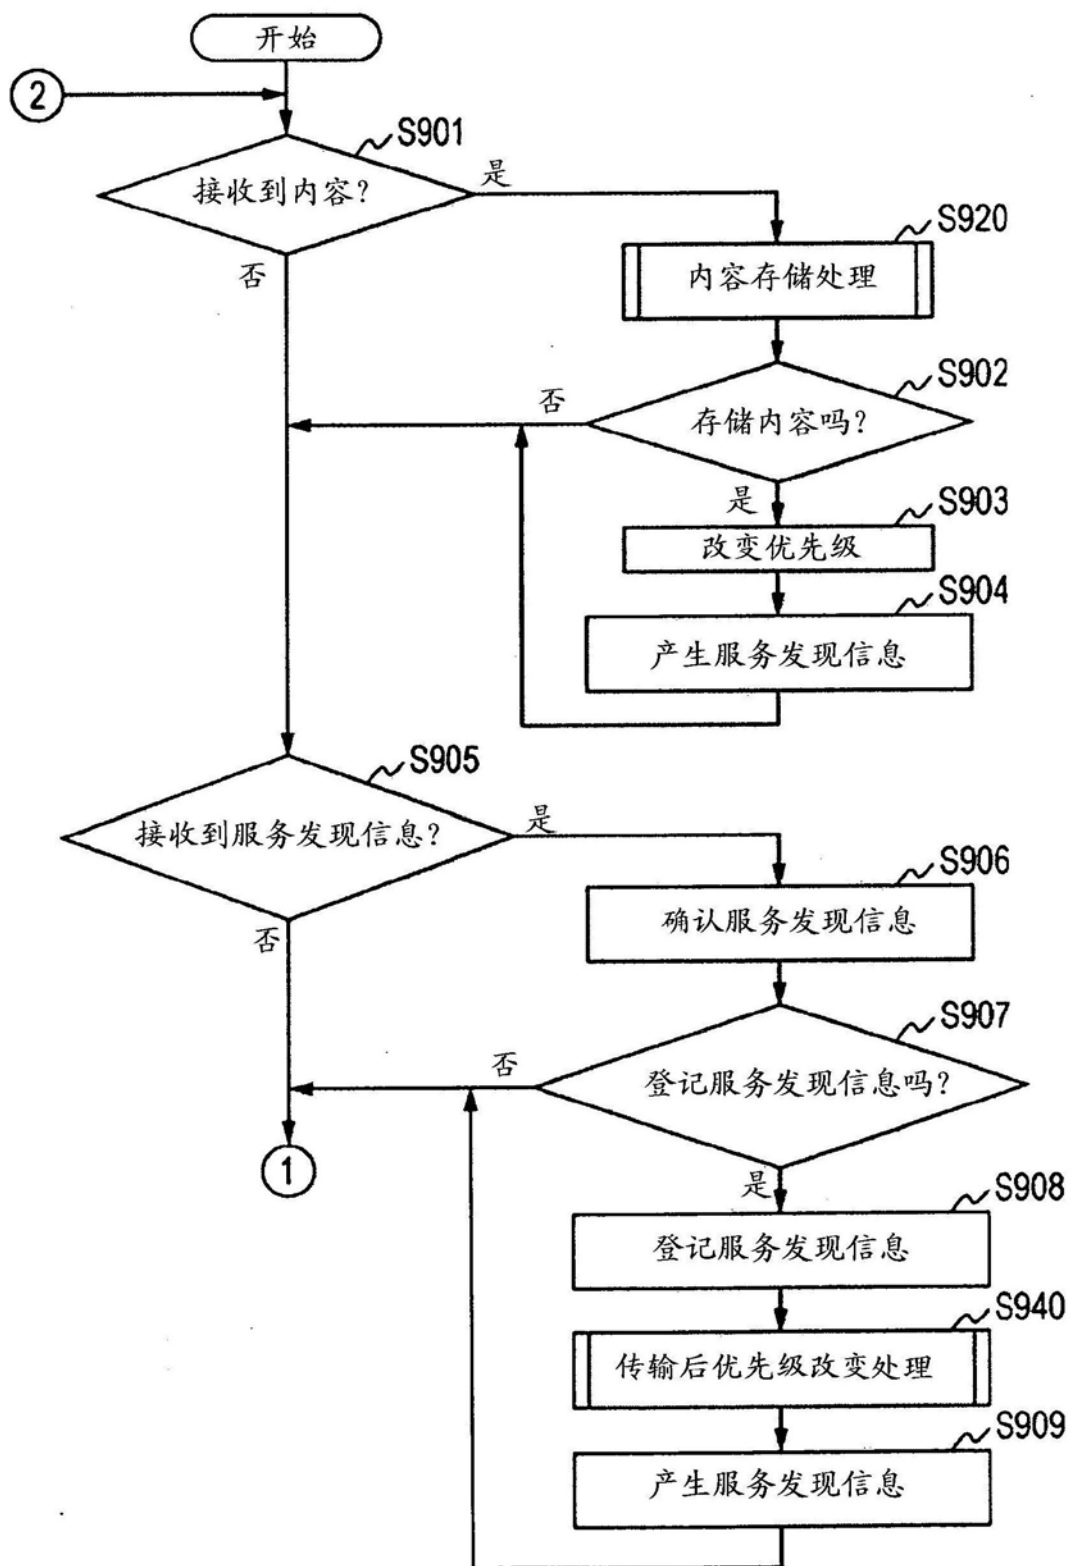 开始
2
S901
接收到内容?
是
否
S920
内容存储处理
S902
否
存储内容吗?
是
S903
改变优先级
S904
产生服务发现信息
S905
接收到服务发现信息?
是
否
S906
确认服务发现信息
S907
否
登记服务发现信息吗?
1
是
S908
登记服务发现信息
S940
传输后优先级改变处理
S909
产生服务发现信息